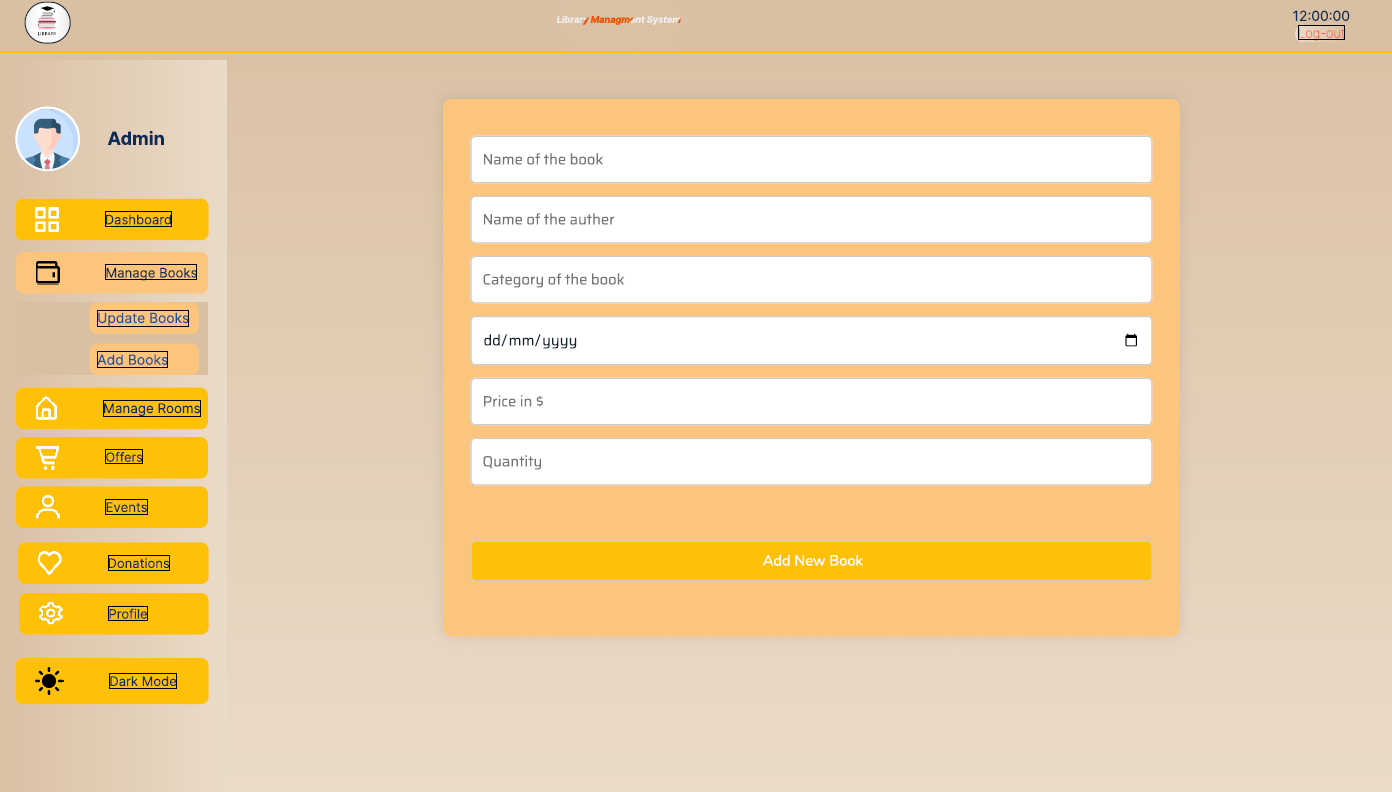 LIBRARY
Library Managment System
12:00:00
Log-out
Admin
Dashboard
Manage Books
Update Books
Add Books
Manage Rooms
Offers
Events
Donations
Profile
Dark Mode
Name of the book
Name of the auther
Category of the book
dd/mm/yyyy
Price in $
Quantity
Add New Book